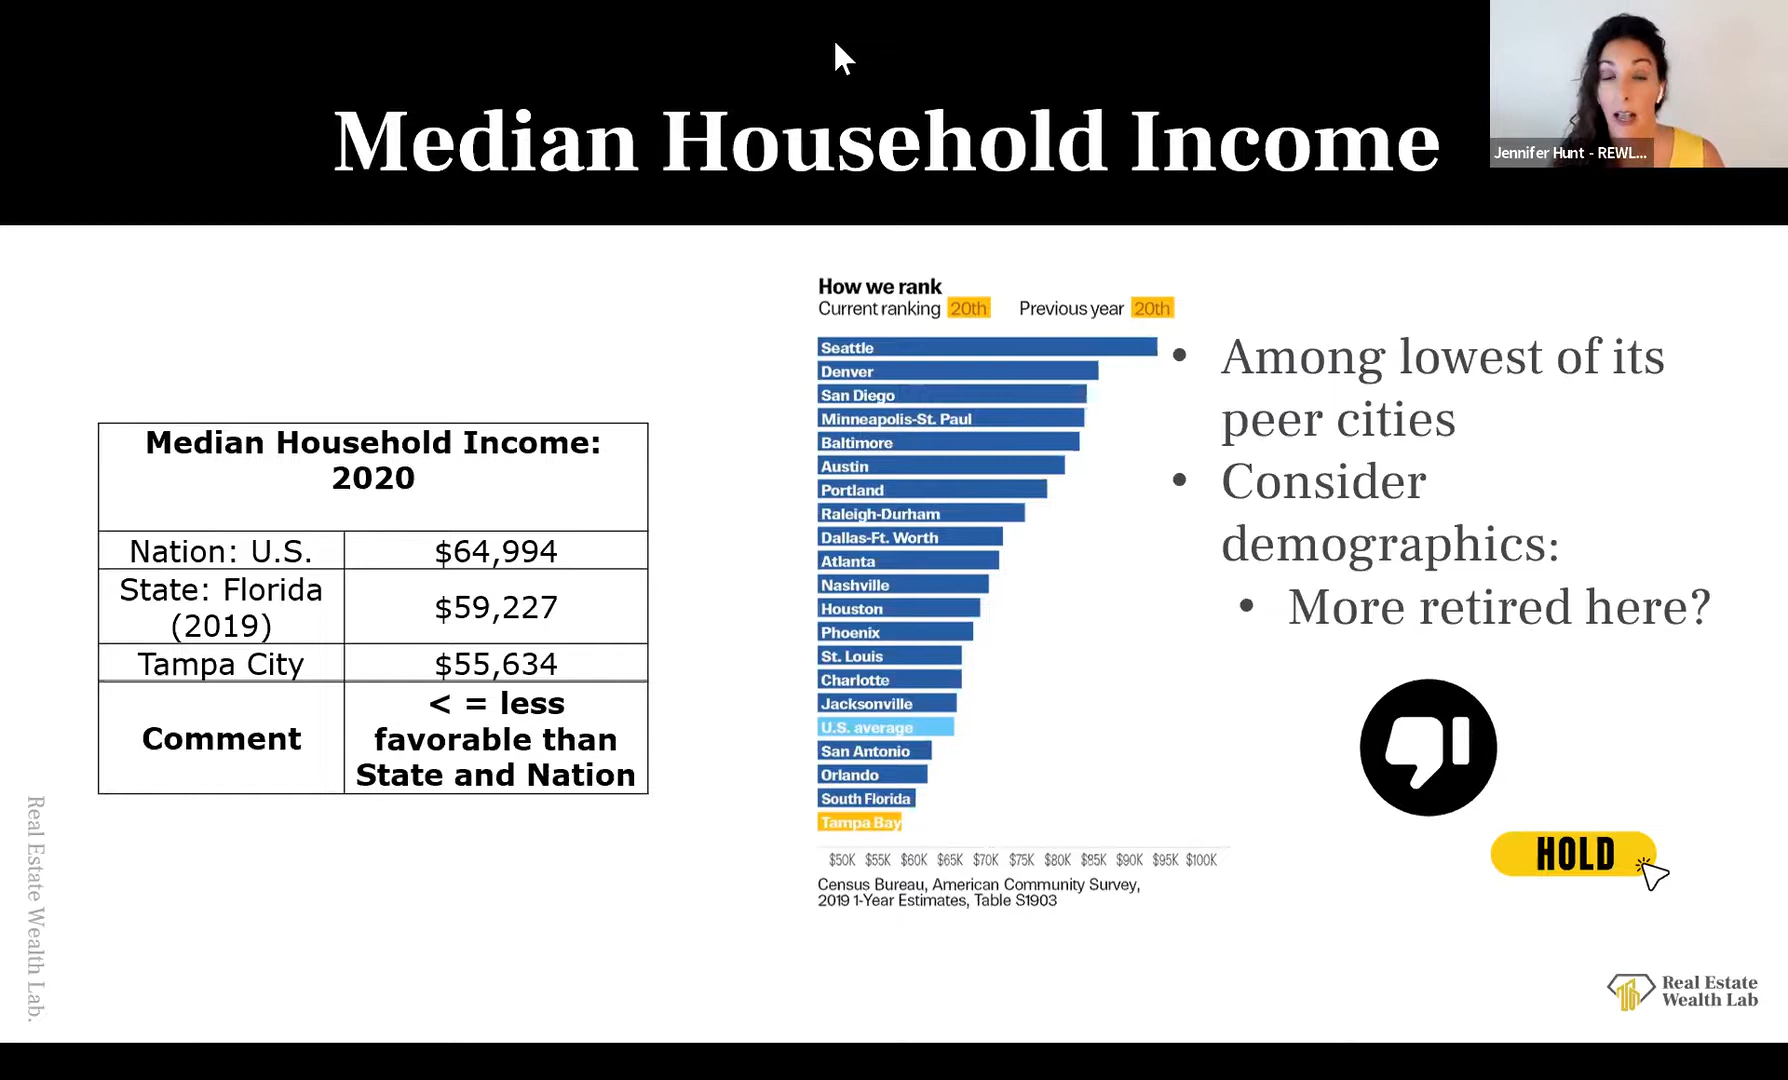 Median Household Income
Jennifer Hunt - REWL...
Median Household Income:
2020
Nation: U.S. $64,994
State: Florida
(2019)
$59,227
Tampa City $55,634
Comment
< = less
favorable than
State and Nation
How we rank
Current ranking 20th Previous year 20th
Seattle
Denver
San Diego
Minneapolis-St. Paul
Baltimore
Austin
Portland
Raleigh-Durham
Dallas-Ft. Worth
Atlanta
Nashville
Houston
Phoenix
St. Louis
Charlotte
Jacksonville
U.S. average
San Antonio
Orlando
South Florida
Tampa Bay
$50K $55K $60K $65K $70K $75K $80K $85K $90K $95K $100K
Census Bureau, American Community Survey,
2019 1-Year Estimates, Table S1903
• Among lowest of its
peer cities
• Consider
demographics:
• More retired here?
HOLD
Real Estate Wealth Lab.
Real Estate
Wealth Lab